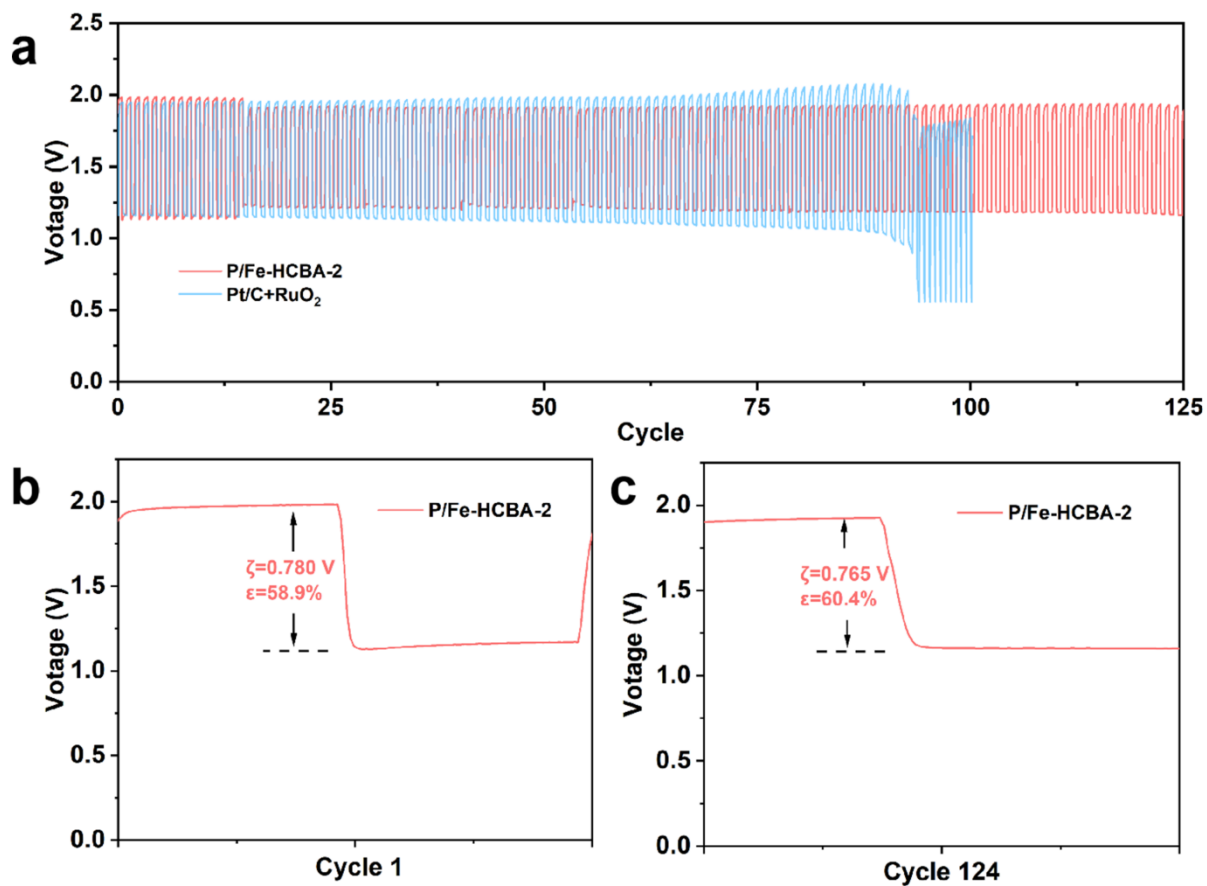 a
2.5
2.0
1.5
1.0
0.5
0.0
Votage (V)
P/Fe-HCBA-2
Pt/C+RuO₂
0 25 50 75 100 125
Cycle
b
2.0
1.5
1.0
0.5
0.0
Votage (V)
P/Fe-HCBA-2
ζ=0.780 V
ε=58.9%
Cycle 1
c
2.0
1.5
1.0
0.5
0.0
Votage (V)
P/Fe-HCBA-2
ζ=0.765 V
ε=60.4%
Cycle 124